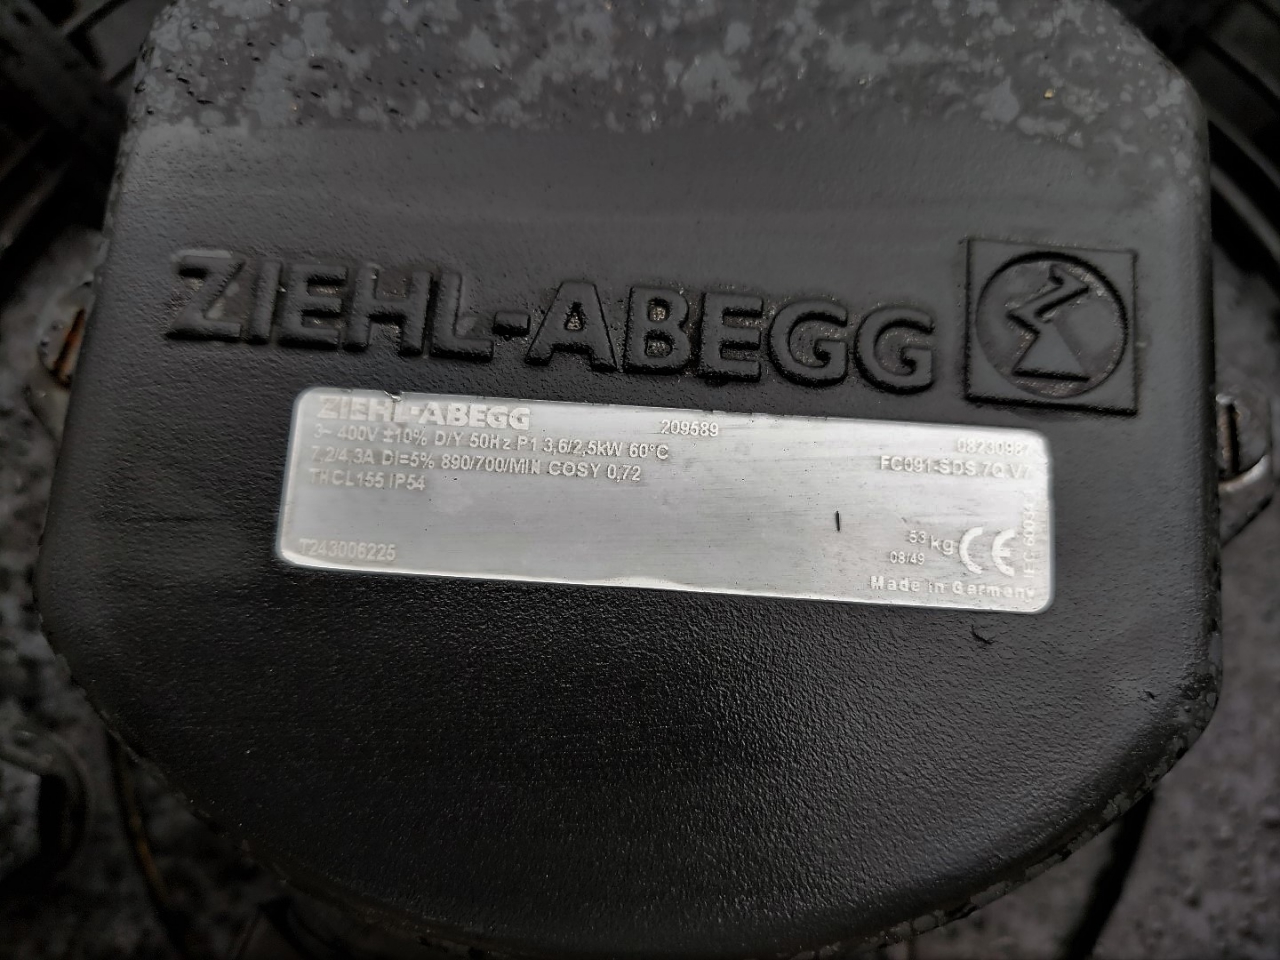 ZIEHL-ABEGG
ZIEHL-ABEGG 209589 08230987
3~ 400V ±10% D/Y 50Hz P1 3,6/2,5kW 60°C FC091-SDS.7Q.V7
7,2/4,3A DI=5% 890/700/MIN COSY 0,72
THCL155 IP54
T243006225 53 kg CE
08/49
Made in Germany